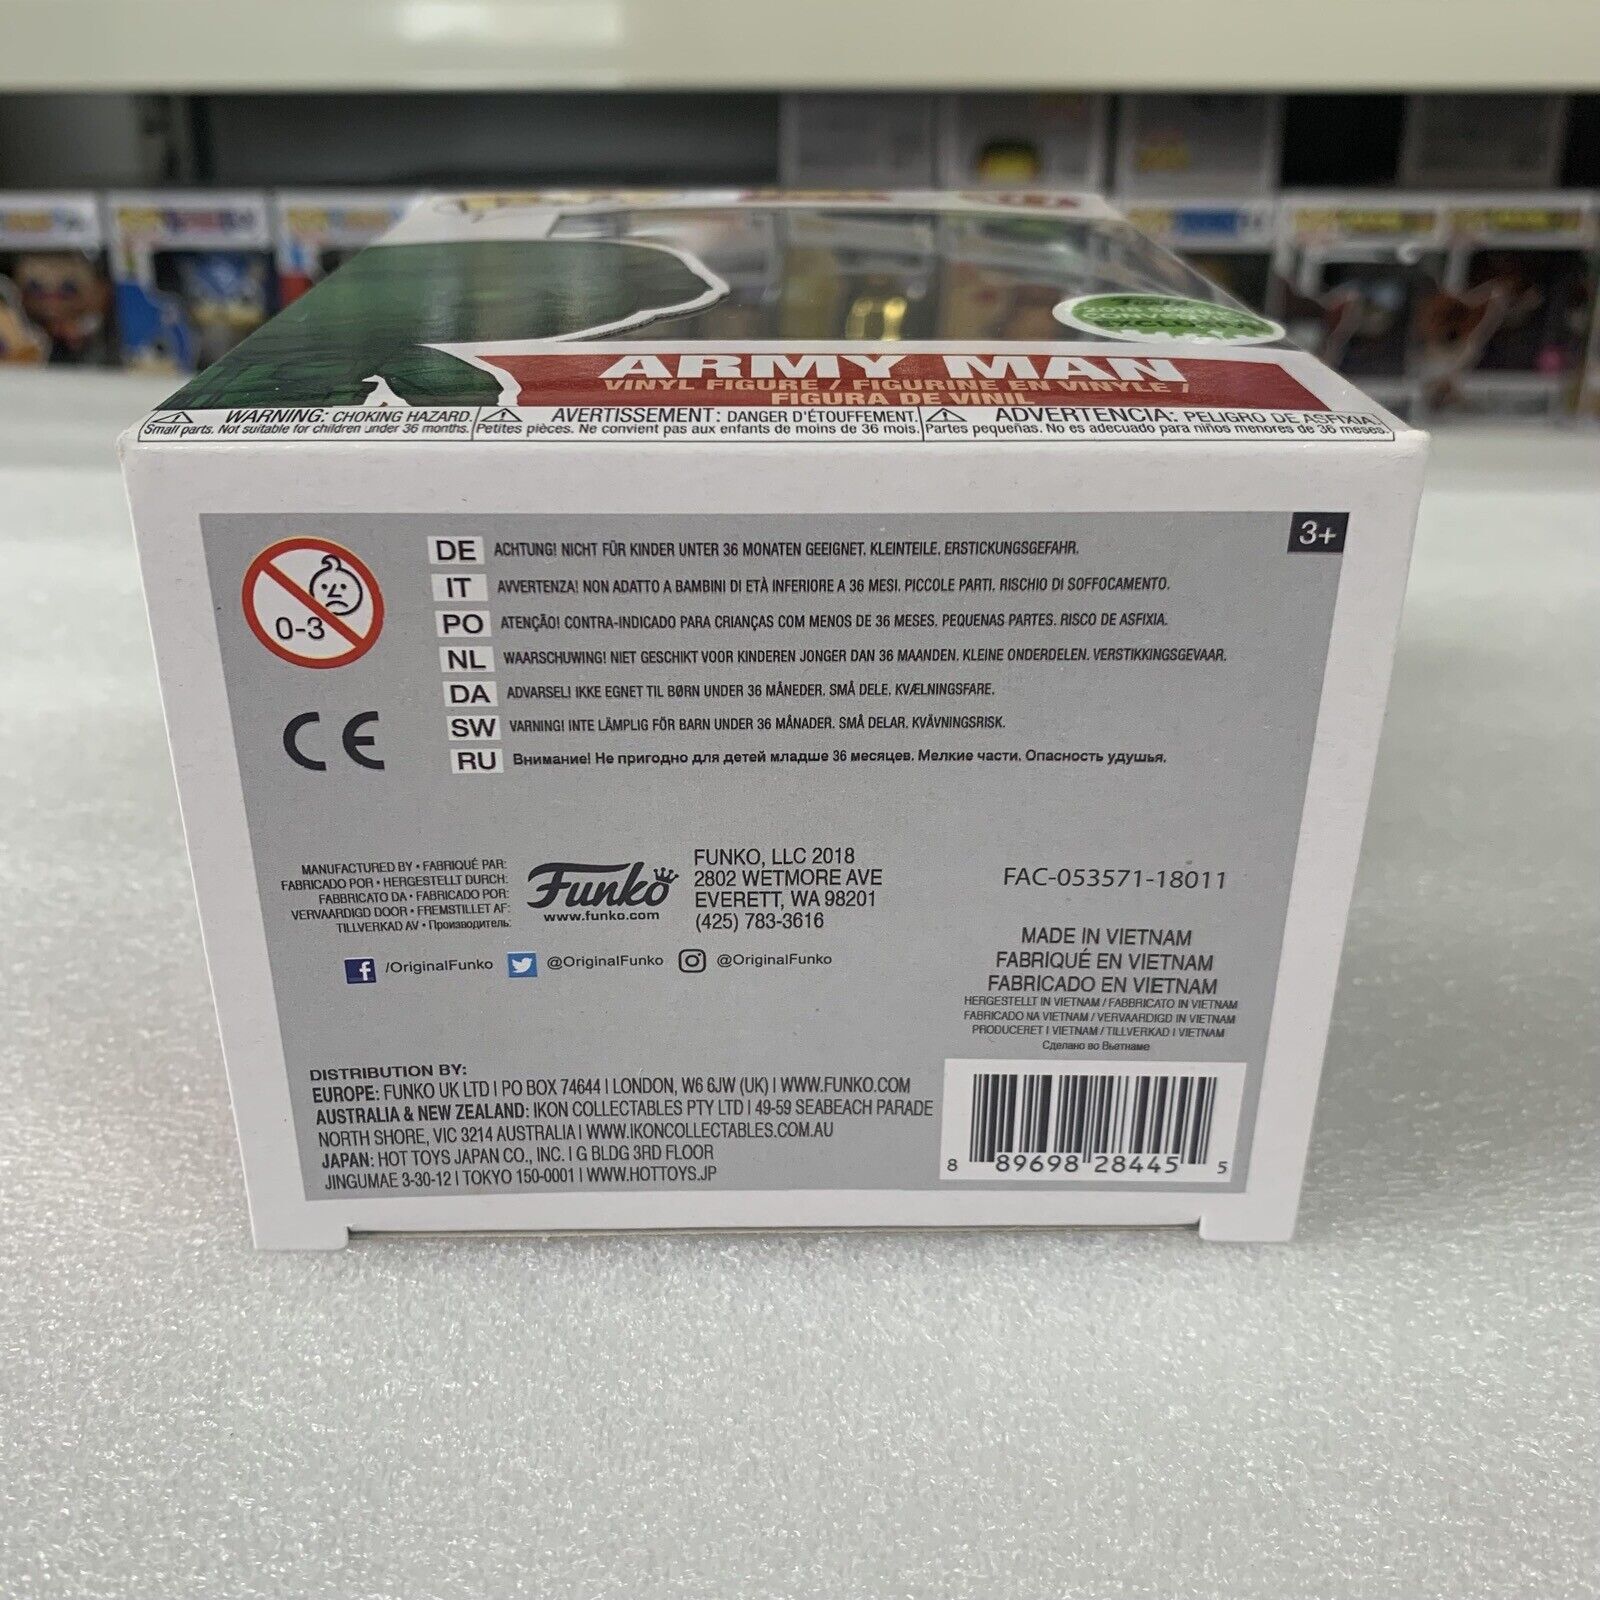 EXCLUSIVE
ARMY MAN
VINYL FIGURE / FIGURINE EN VINYLE /
FIGURA DE VINIL
WARNING: CHOKING HAZARD.
Small parts. Not suitable for children under 36 months.
AVERTISSEMENT: DANGER D'ÉTOUFFEMENT.
Petites pièces. Ne convient pas aux enfants de moins de 36 mois.
ADVERTENCIA: PELIGRO DE ASFIXIA.
Partes pequeñas. No es adecuado para niños menores de 36 meses.
3+
0-3
DE ACHTUNG! NICHT FÜR KINDER UNTER 36 MONATEN GEEIGNET. KLEINTEILE. ERSTICKUNGSGEFAHR.
IT AVVERTENZA! NON ADATTO A BAMBINI DI ETÀ INFERIORE A 36 MESI. PICCOLE PARTI. RISCHIO DI SOFFOCAMENTO.
PO ATENÇÃO! CONTRA-INDICADO PARA CRIANÇAS COM MENOS DE 36 MESES. PEQUENAS PARTES. RISCO DE ASFIXIA.
NL WAARSCHUWING! NIET GESCHIKT VOOR KINDEREN JONGER DAN 36 MAANDEN. KLEINE ONDERDELEN. VERSTIKKINGSGEVAAR.
DA ADVARSEL! IKKE EGNET TIL BØRN UNDER 36 MÅNEDER. SMÅ DELE, KVÆLNINGSFARE.
SW VARNING! INTE LÄMPLIG FÖR BARN UNDER 36 MÅNADER. SMÅ DELAR. KVÄVNINGSRISK.
RU Внимание! Не пригодно для детей младше 36 месяцев. Мелкие части. Опасность удушья.
CE
MANUFACTURED BY • FABRIQUÉ PAR:
FABRICADO POR • HERGESTELLT DURCH:
FABBRICATO DA • FABRICADO POR:
VERVAARDIGD DOOR • FREMSTILLET AF:
TILLVERKAD AV • Производитель:
Funko
www.funko.com
FUNKO, LLC 2018
2802 WETMORE AVE
EVERETT, WA 98201
(425) 783-3616
f /OriginalFunko @OriginalFunko @OriginalFunko
FAC-053571-18011
MADE IN VIETNAM
FABRIQUÉ EN VIETNAM
FABRICADO EN VIETNAM
HERGESTELLT IN VIETNAM / FABBRICATO IN VIETNAM
FABRICADO NA VIETNAM / VERVAARDIGD IN VIETNAM
PRODUCERET I VIETNAM / TILLVERKAD I VIETNAM
Сделано во Вьетнаме
DISTRIBUTION BY:
EUROPE: FUNKO UK LTD I PO BOX 74644 I LONDON, W6 6JW (UK) I WWW.FUNKO.COM
AUSTRALIA & NEW ZEALAND: IKON COLLECTABLES PTY LTD I 49-59 SEABEACH PARADE
NORTH SHORE, VIC 3214 AUSTRALIA I WWW.IKONCOLLECTABLES.COM.AU
JAPAN: HOT TOYS JAPAN CO., INC. I G BLDG 3RD FLOOR
JINGUMAE 3-30-12 I TOKYO 150-0001 I WWW.HOTTOYS.JP
8 89698 28445 5